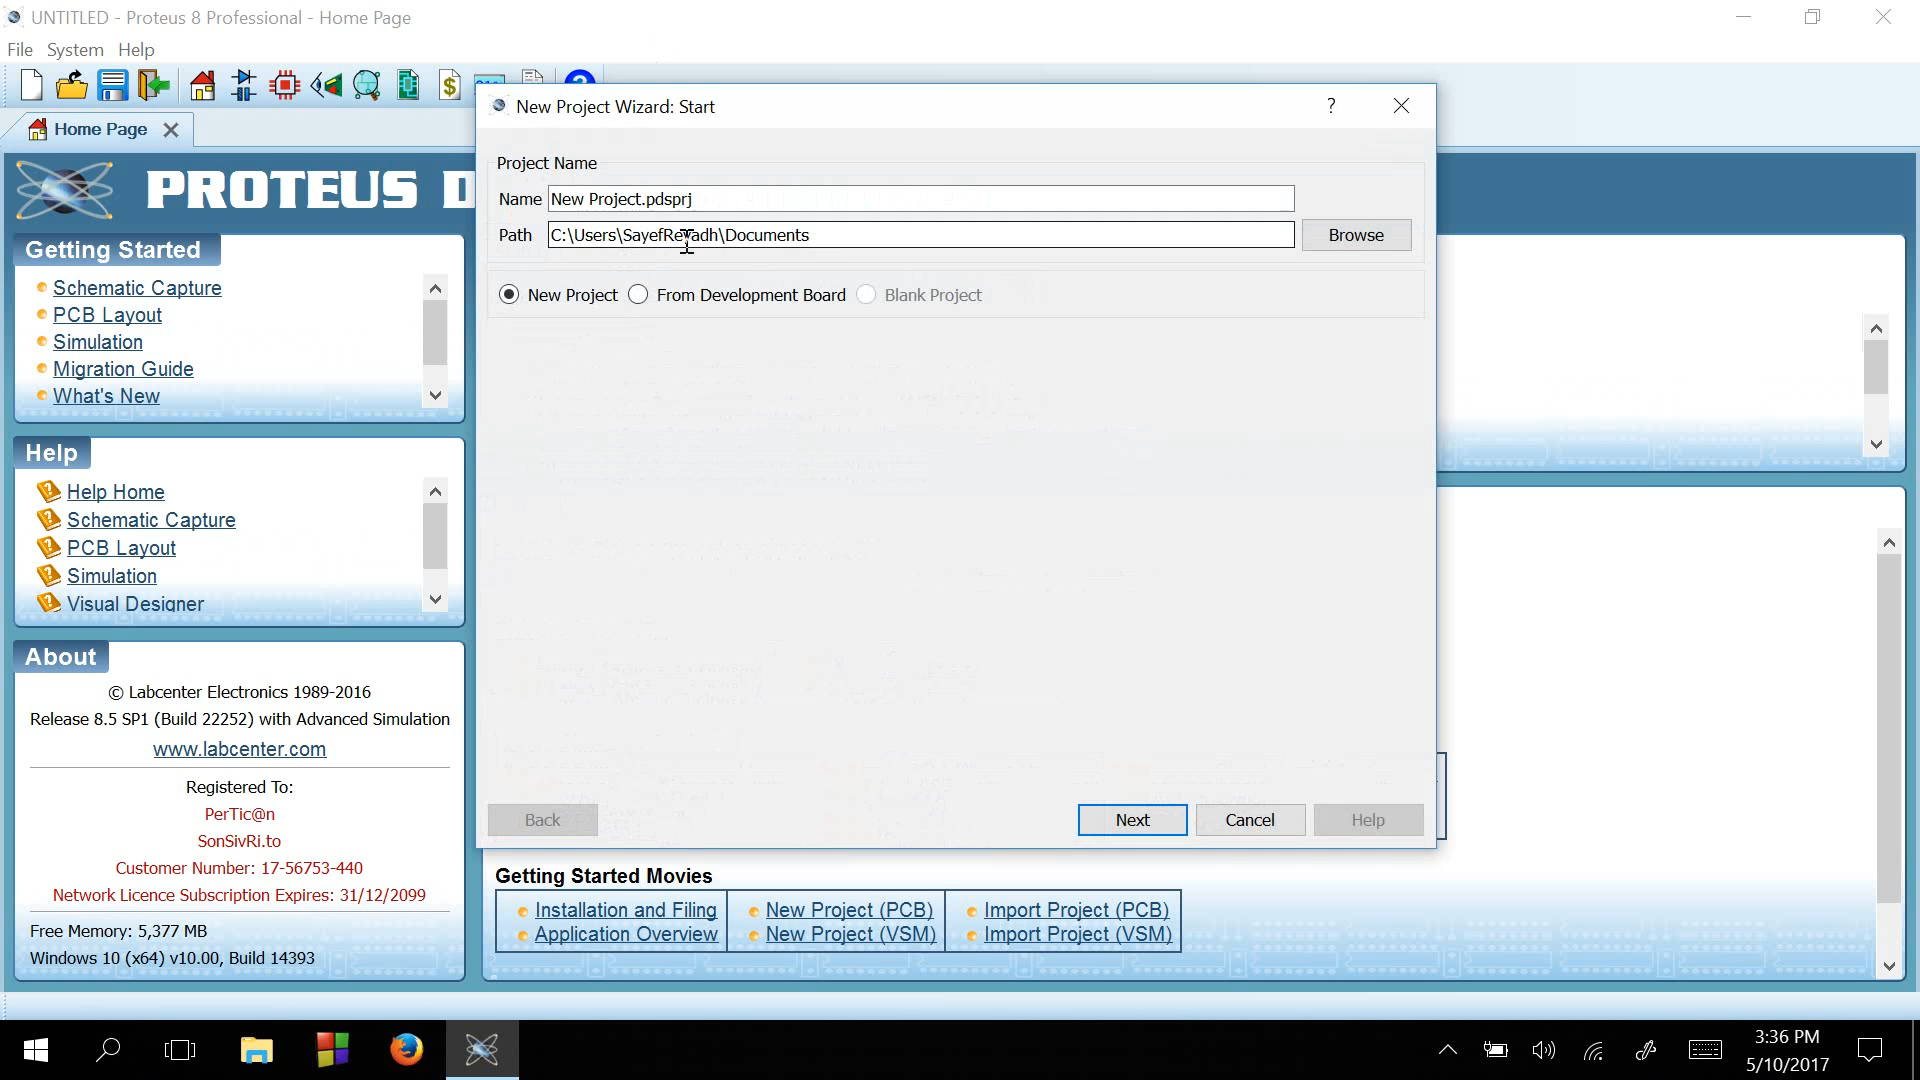 UNTITLED - Proteus 8 Professional - Home Page
File System Help
Home Page
PROTEUS D
New Project Wizard: Start
?
Project Name
Name New Project.pdsprj
Path C:\Users\SayefReyadh\Documents
Browse
New Project From Development Board Blank Project
Back
Next
Cancel
Help
Getting Started
Schematic Capture
PCB Layout
Simulation
Migration Guide
What's New
Help
Help Home
Schematic Capture
PCB Layout
Simulation
Visual Designer
About
© Labcenter Electronics 1989-2016
Release 8.5 SP1 (Build 22252) with Advanced Simulation
www.labcenter.com
Registered To:
PerTic@n
SonSivRi.to
Customer Number: 17-56753-440
Network Licence Subscription Expires: 31/12/2099
Free Memory: 5,377 MB
Windows 10 (x64) v10.00, Build 14393
Getting Started Movies
Installation and Filing
Application Overview
New Project (PCB)
New Project (VSM)
Import Project (PCB)
Import Project (VSM)
3:36 PM
5/10/2017